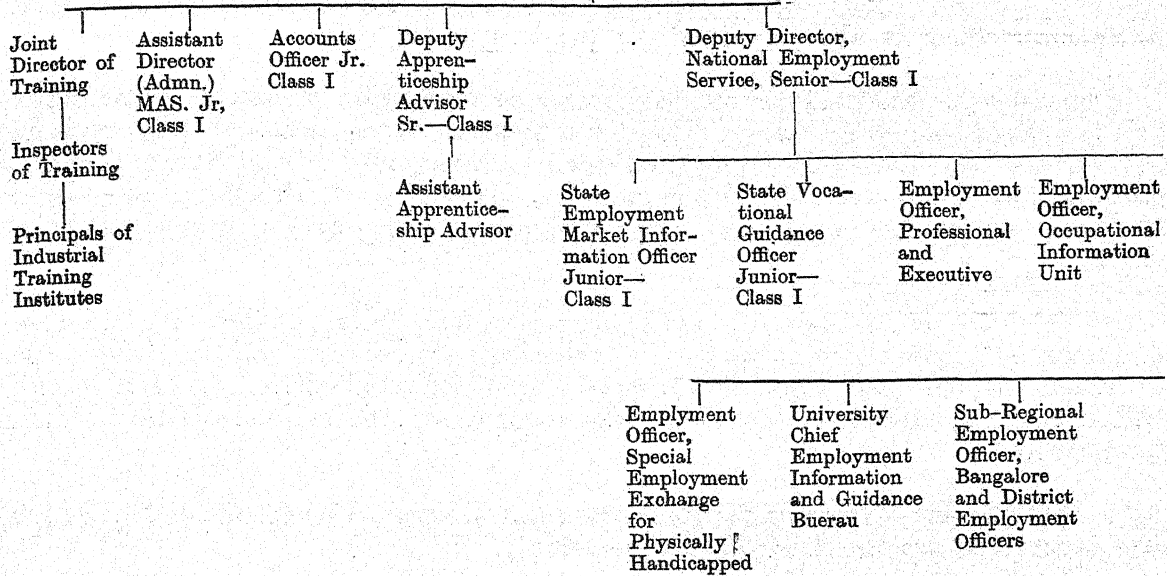 Joint
Director of
Training
Inspectors
of Training
Principals of
Industrial
Training
Institutes
Assistant
Director
(Admn.)
MAS. Jr,
Class I
Accounts
Officer Jr.
Class I
Deputy
Appren-
ticeship
Advisor
Sr.—Class I
Assistant
Apprentice-
ship Advisor
Deputy Director,
National Employment
Service, Senior—Class I
State
Employment
Market Infor-
mation Officer
Junior—
Class I
State Voca-
tional
Guidance
Officer
Junior—
Class I
Employment
Officer,
Professional
and
Executive
Employment
Officer,
Occupational
Information
Unit
Emplyment
Officer,
Special
Employment
Exchange
for
Physically
Handicapped
University
Chief
Employment
Information
and Guidance
Buerau
Sub-Regional
Employment
Officer,
Bangalore
and District
Employment
Officers